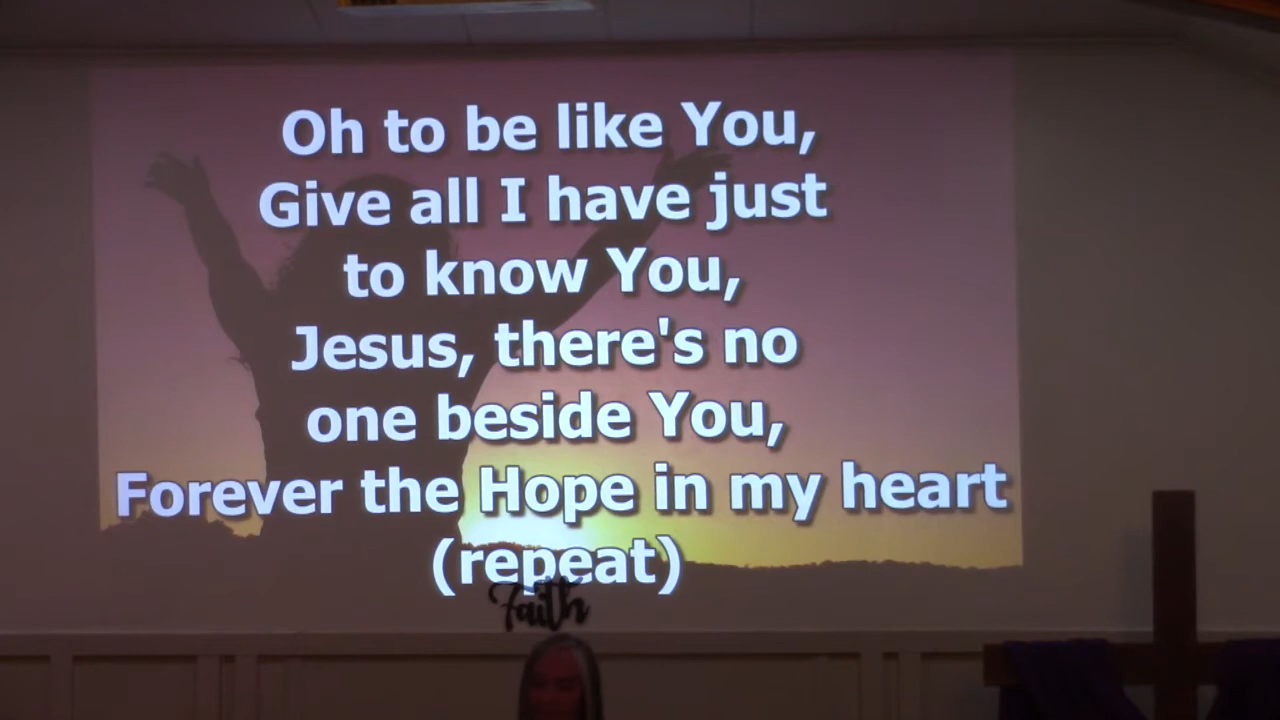 Oh to be like You,
Give all I have just
to know You,
Jesus, there's no
one beside You,
Forever the Hope in my heart
(repeat)
Faith